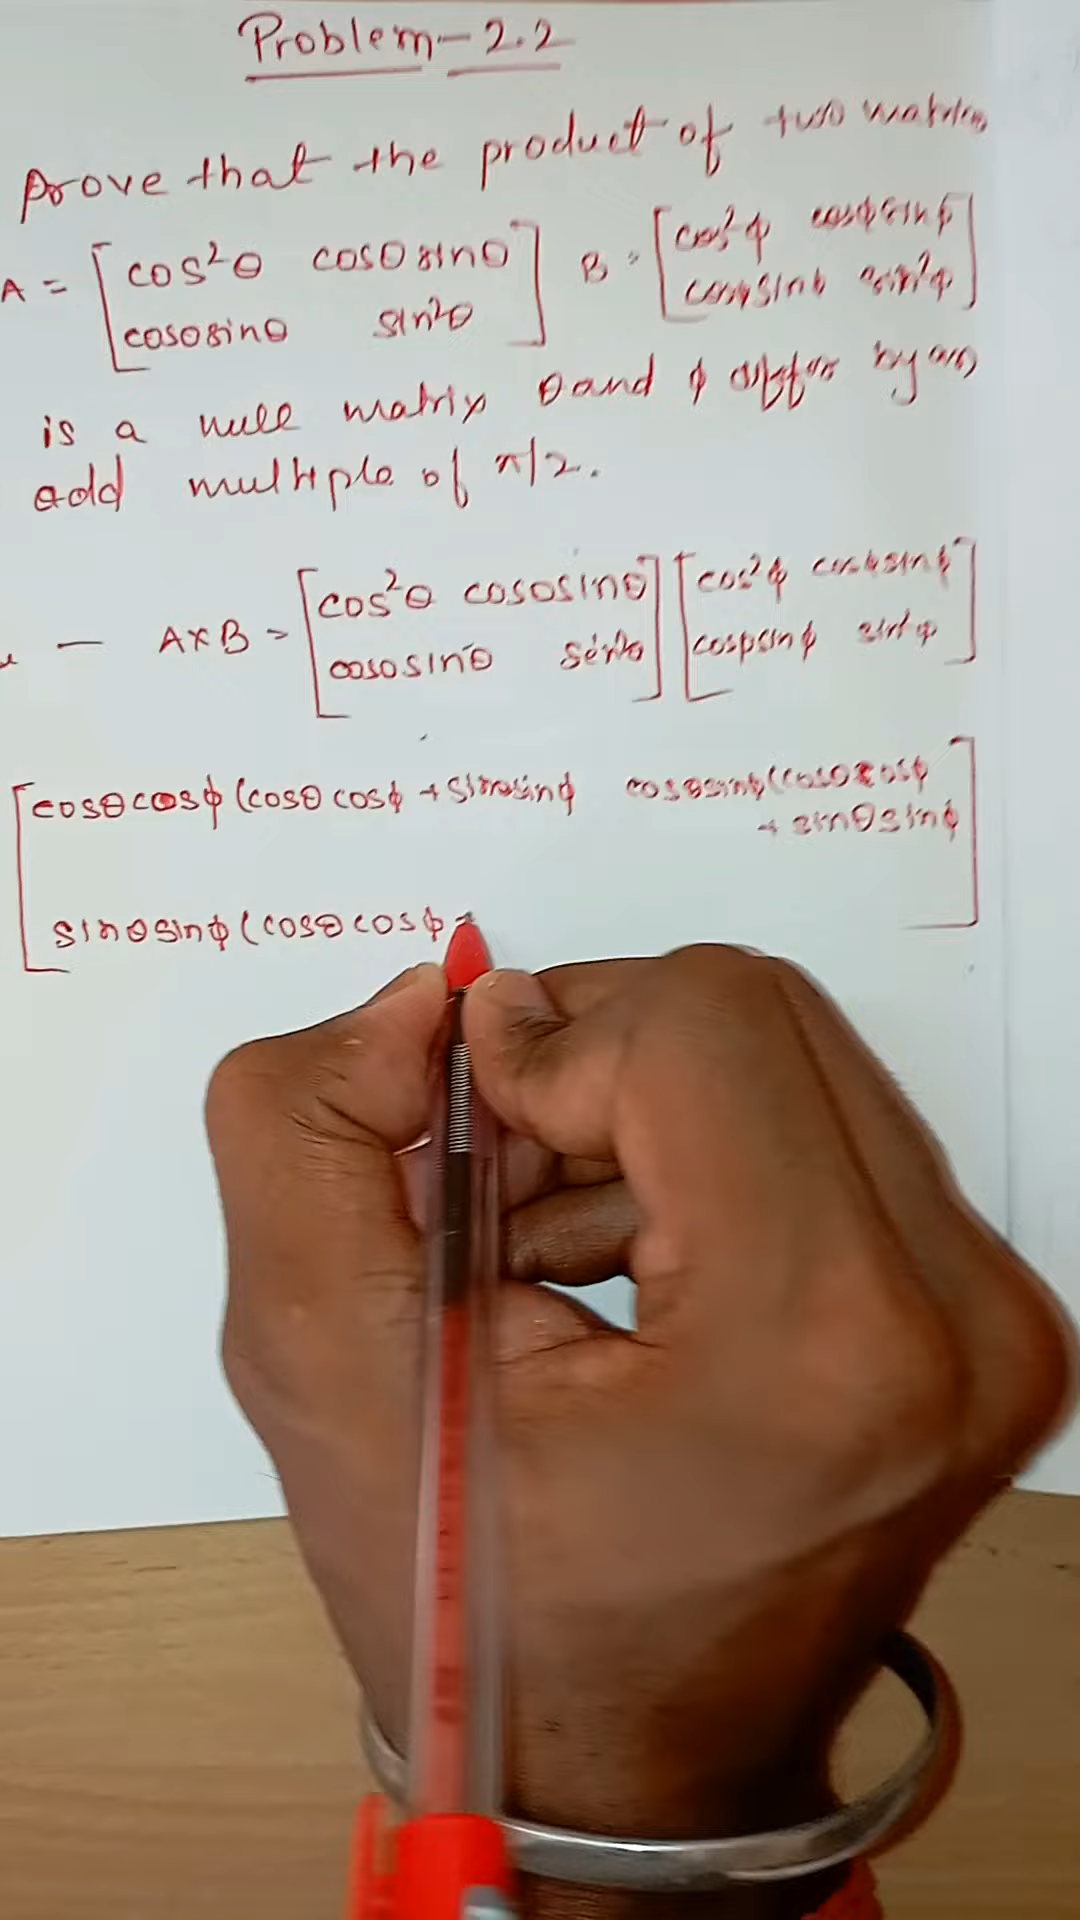 Problem - 2.2
Prove that the product of two matrices
A = [cos²θ cosθ sinθ] B = [cos²φ cosφ sinφ]
cosθ sinθ sin²θ cosφ sinφ sin²φ
is a null matrix θ and φ differ by an
odd multiple of π/2.
— A×B = [cos²θ cosθ sinθ] [cos²φ cosφ sinφ]
cosθ sinθ sin²θ cosφ sinφ sin²φ
[cosθ cosφ (cosθ cosφ + sinθ sinφ cosθ sinφ (cosθ cosφ
+ sinθ sinφ]
sinθ sinφ (cosθ cosφ